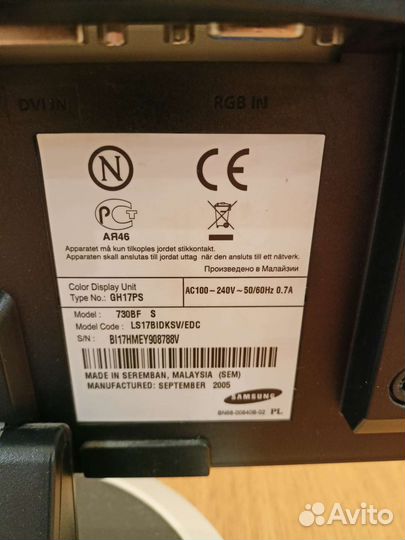 DVI IN
RGB IN
N
CE
РСТ
АЯ46
Apparatet må kun tilkoples jordet stikkontakt.
Apparaten skall anslutas till jordat uttag när den ansluts till ett nätverk.
Произведено в Малайзии
Color Display Unit
Type No.: GH17PS
AC100-240V~50/60Hz 0.7A
Model : 730BF S
Model Code : LS17BIDKSV/EDC
S/N : BI17HMEY908788V
MADE IN SEREMBAN, MALAYSIA (SEM)
MANUFACTURED: SEPTEMBER 2005
SAMSUNG
BN68-00840B-02 PL
Avito